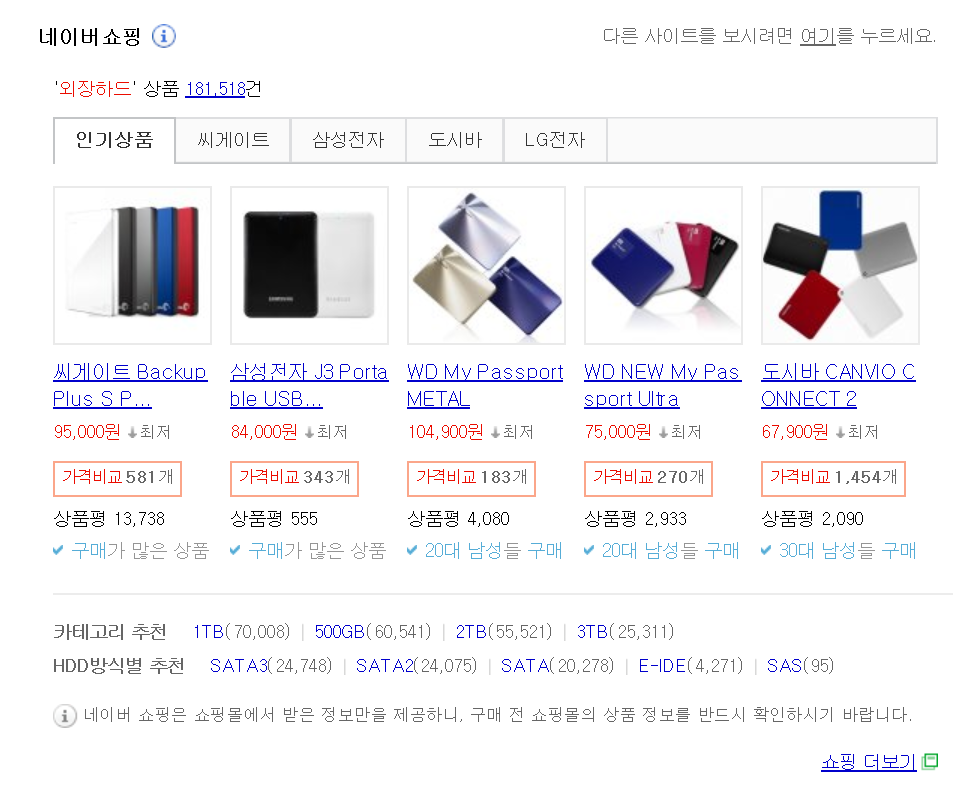 네이버쇼핑
다른 사이트를 보시려면 여기를 누르세요.
'외장하드' 상품 181,518건
인기상품 씨게이트 삼성전자 도시바 LG전자
씨게이트 Backup Plus S P...
95,000원 ↓최저
가격비교 581개
상품평 13,738
구매가 많은 상품
삼성전자 J3 Portable USB...
84,000원 ↓최저
가격비교 343개
상품평 555
구매가 많은 상품
WD My Passport METAL
104,900원 ↓최저
가격비교 183개
상품평 4,080
20대 남성들 구매
WD NEW My Passport Ultra
75,000원 ↓최저
가격비교 270개
상품평 2,933
20대 남성들 구매
도시바 CANVIO CONNECT 2
67,900원 ↓최저
가격비교 1,454개
상품평 2,090
30대 남성들 구매
카테고리 추천 1TB(70,008) | 500GB(60,541) | 2TB(55,521) | 3TB(25,311)
HDD방식별 추천 SATA3(24,748) | SATA2(24,075) | SATA(20,278) | E-IDE(4,271) | SAS(95)
네이버 쇼핑은 쇼핑몰에서 받은 정보만을 제공하니, 구매 전 쇼핑몰의 상품 정보를 반드시 확인하시기 바랍니다.
쇼핑 더보기